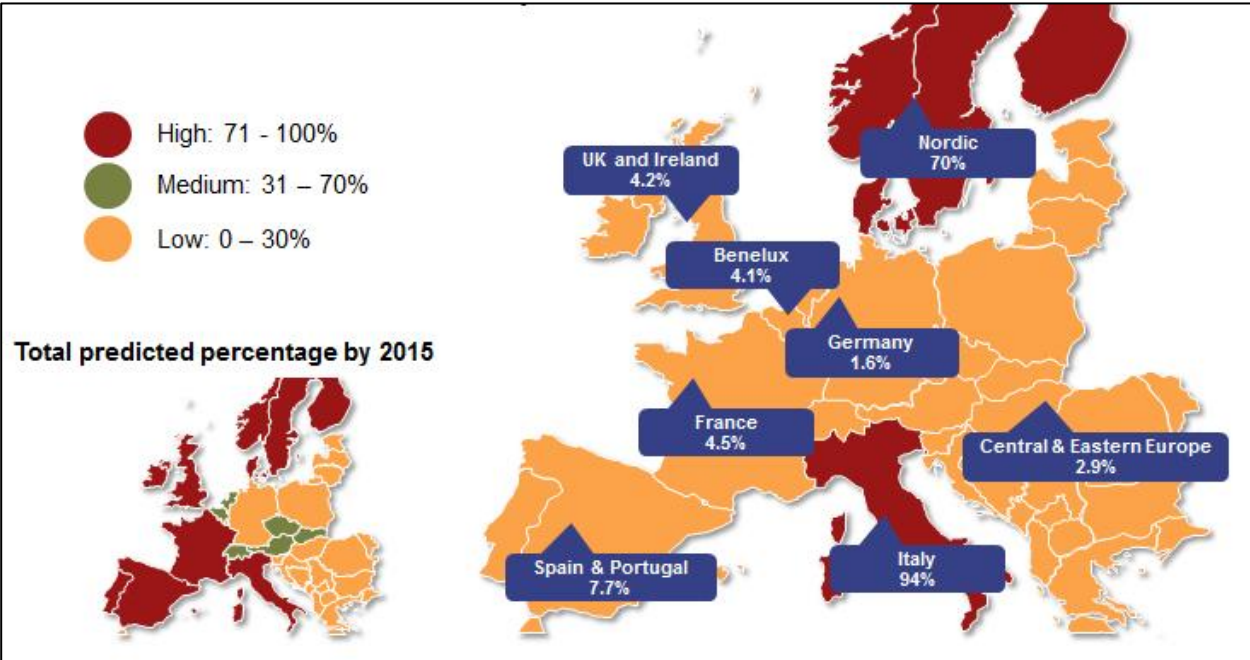 High: 71 - 100%
Medium: 31 – 70%
Low: 0 – 30%
Total predicted percentage by 2015
Nordic
70%
UK and Ireland
4.2%
Benelux
4.1%
Germany
1.6%
France
4.5%
Central & Eastern Europe
2.9%
Italy
94%
Spain & Portugal
7.7%